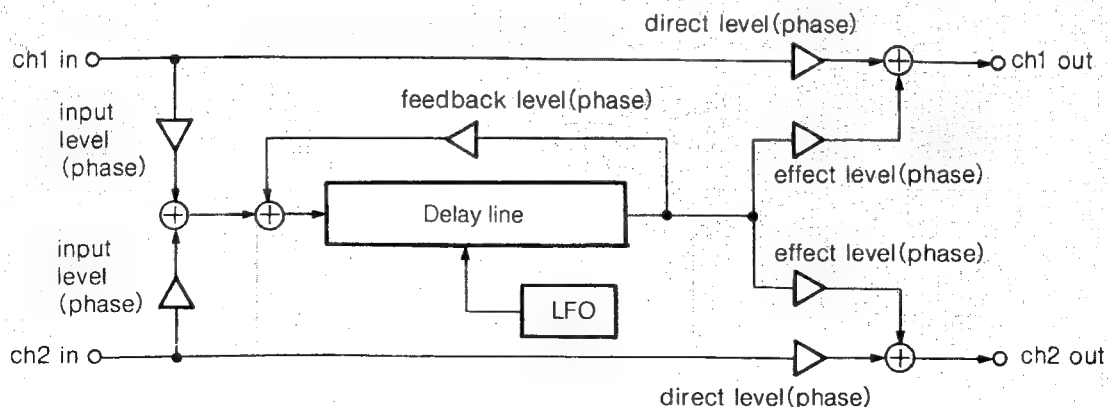 direct level(phase)
ch1 in
ch1 out
input
level
(phase)
feedback level(phase)
effect level(phase)
Delay line
input
level
(phase)
effect level(phase)
LFO
ch2 in
ch2 out
direct level(phase)